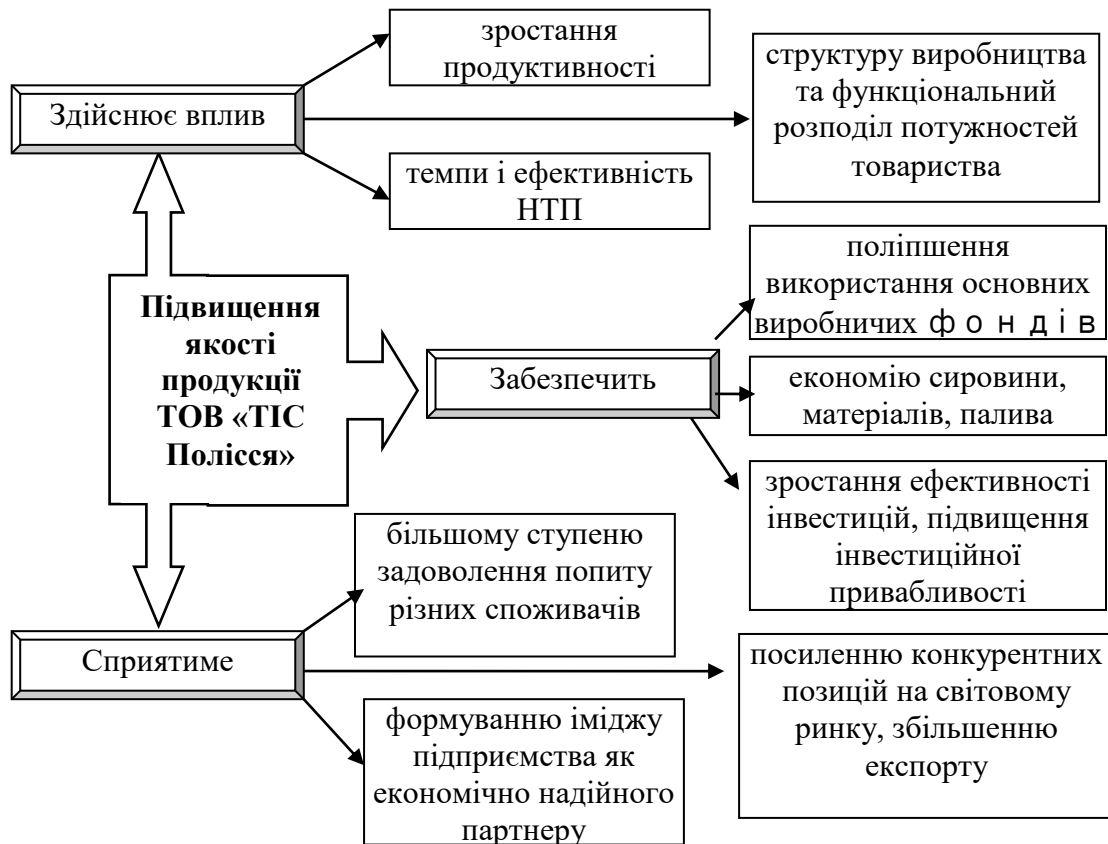 зростання
продуктивності
структуру виробництва
та функціональний
розподіл потужностей
товариства
Здійснює вплив
темпи і ефективність
НТП
поліпшення
використання основних
виробничих фондів
Підвищення
якості
продукції
ТОВ «ТІС
Полісся»
Забезпечить
економію сировини,
матеріалів, палива
зростання ефективності
інвестицій, підвищення
інвестиційної
привабливості
більшому ступеню
задоволення попиту
різних споживачів
Сприятиме
посиленню конкурентних
позицій на світовому
ринку, збільшенню
експорту
формуванню іміджу
підприємства як
економічно надійного
партнеру